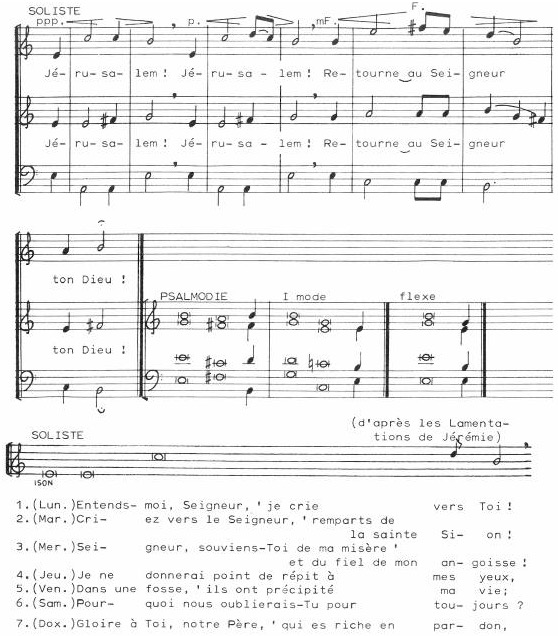 SOLISTE
ppp. p. mF. F.
Jé- ru- sa- lem ! Jé- ru- sa - lem ! Re- tourne au Sei- gneur
Jé- ru- sa- lem ! Jé- ru- sa - lem ! Re- tourne au Sei- gneur
ton Dieu !
PSALMODIE I mode flexe
ton Dieu !
(d'après les Lamenta-
tions de Jérémie)
SOLISTE
ISON
1.(Lun.)Entends- moi, Seigneur, ' je crie vers Toi !
2.(Mar.)Cri- ez vers le Seigneur, ' remparts de
la sainte Si- on !
3.(Mer.)Sei- gneur, souviens-Toi de ma misère '
et du fiel de mon an- goisse !
4.(Jeu.)Je ne donnerai point de répit à mes yeux,
5.(Ven.)Dans une fosse, ' ils ont précipité ma vie;
6.(Sam.)Pour- quoi nous oublierais-Tu pour tou- jours ?
7.(Dox.)Gloire à Toi, notre Père, ' qui es riche en par- don,